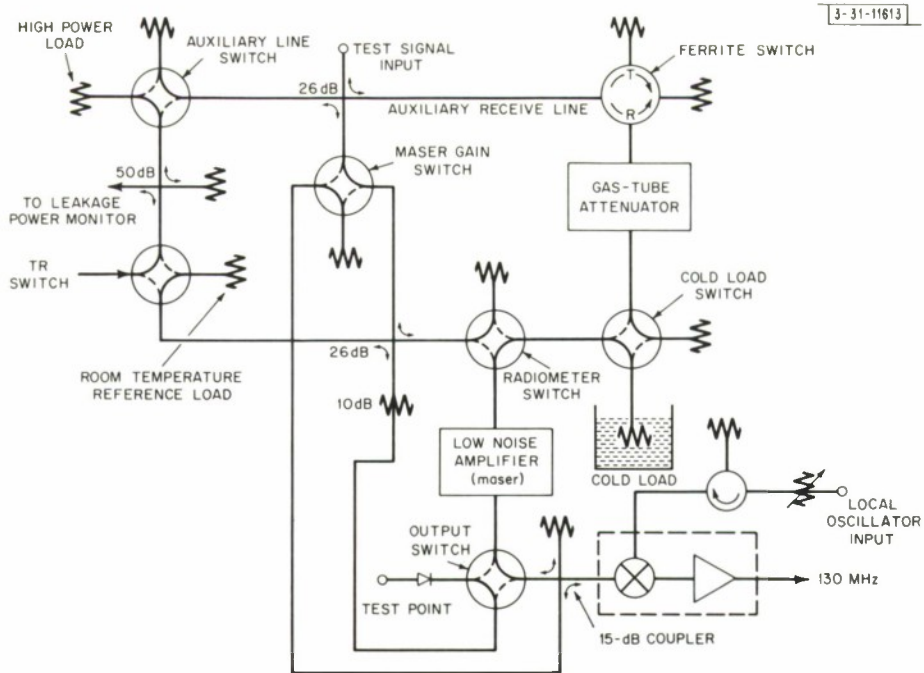 3-31-11613
HIGH POWER
LOAD
AUXILIARY LINE
SWITCH
TEST SIGNAL
INPUT
FERRITE SWITCH
T
R
26dB
AUXILIARY RECEIVE LINE
MASER GAIN
SWITCH
50dB
TO LEAKAGE
POWER MONITOR
GAS-TUBE
ATTENUATOR
TR
SWITCH
COLD LOAD
SWITCH
26dB
RADIOMETER
SWITCH
ROOM TEMPERATURE
REFERENCE LOAD
10dB
LOW NOISE
AMPLIFIER
(maser)
COLD LOAD
LOCAL
OSCILLATOR
INPUT
OUTPUT
SWITCH
TEST POINT
130 MHz
15-dB COUPLER